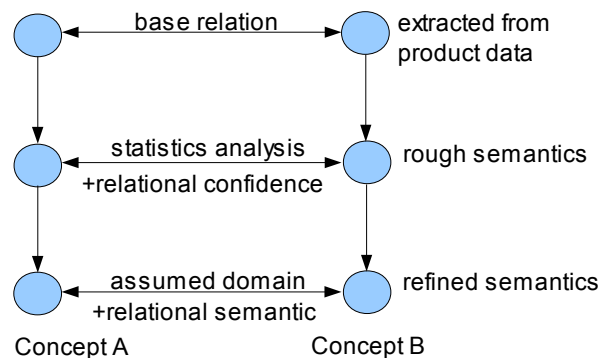 base relation
extracted from
product data
statistics analysis
+relational confidence
rough semantics
assumed domain
+relational semantic
refined semantics
Concept A
Concept B